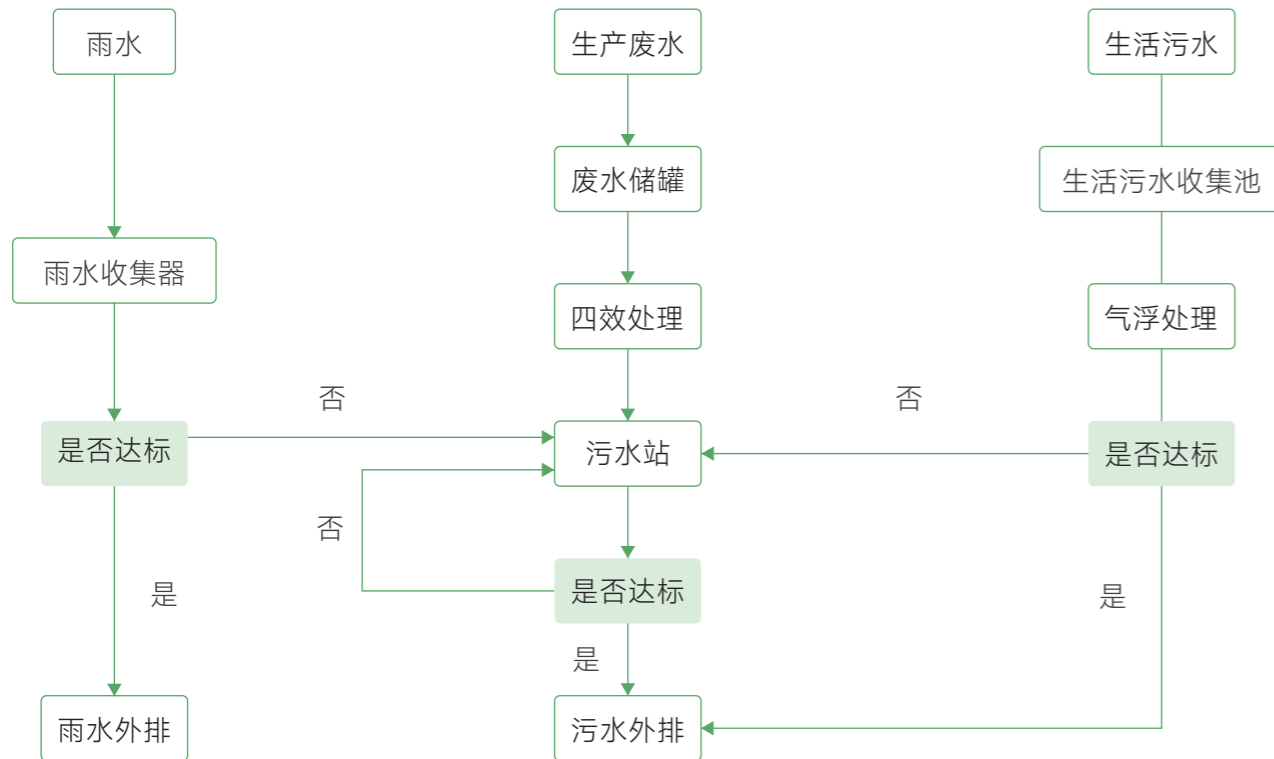 雨水
生产废水
生活污水
废水储罐
生活污水收集池
雨水收集器
四效处理
气浮处理
否
否
是否达标
污水站
是否达标
否
是否达标
是
是
是
雨水外排
污水外排